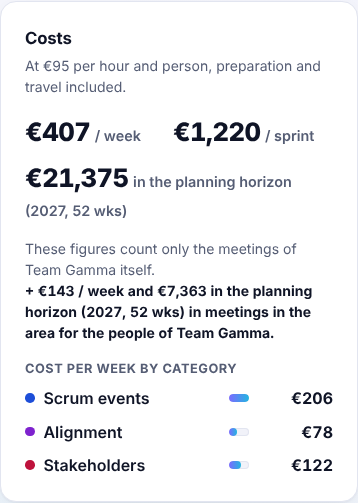 Costs
At €95 per hour and person, preparation and
travel included.
€407 / week €1,220 / sprint
€21,375 in the planning horizon
(2027, 52 wks)
These figures count only the meetings of
Team Gamma itself.
+ €143 / week and €7,363 in the planning
horizon (2027, 52 wks) in meetings in the
area for the people of Team Gamma.
COST PER WEEK BY CATEGORY
Scrum events €206
Alignment €78
Stakeholders €122